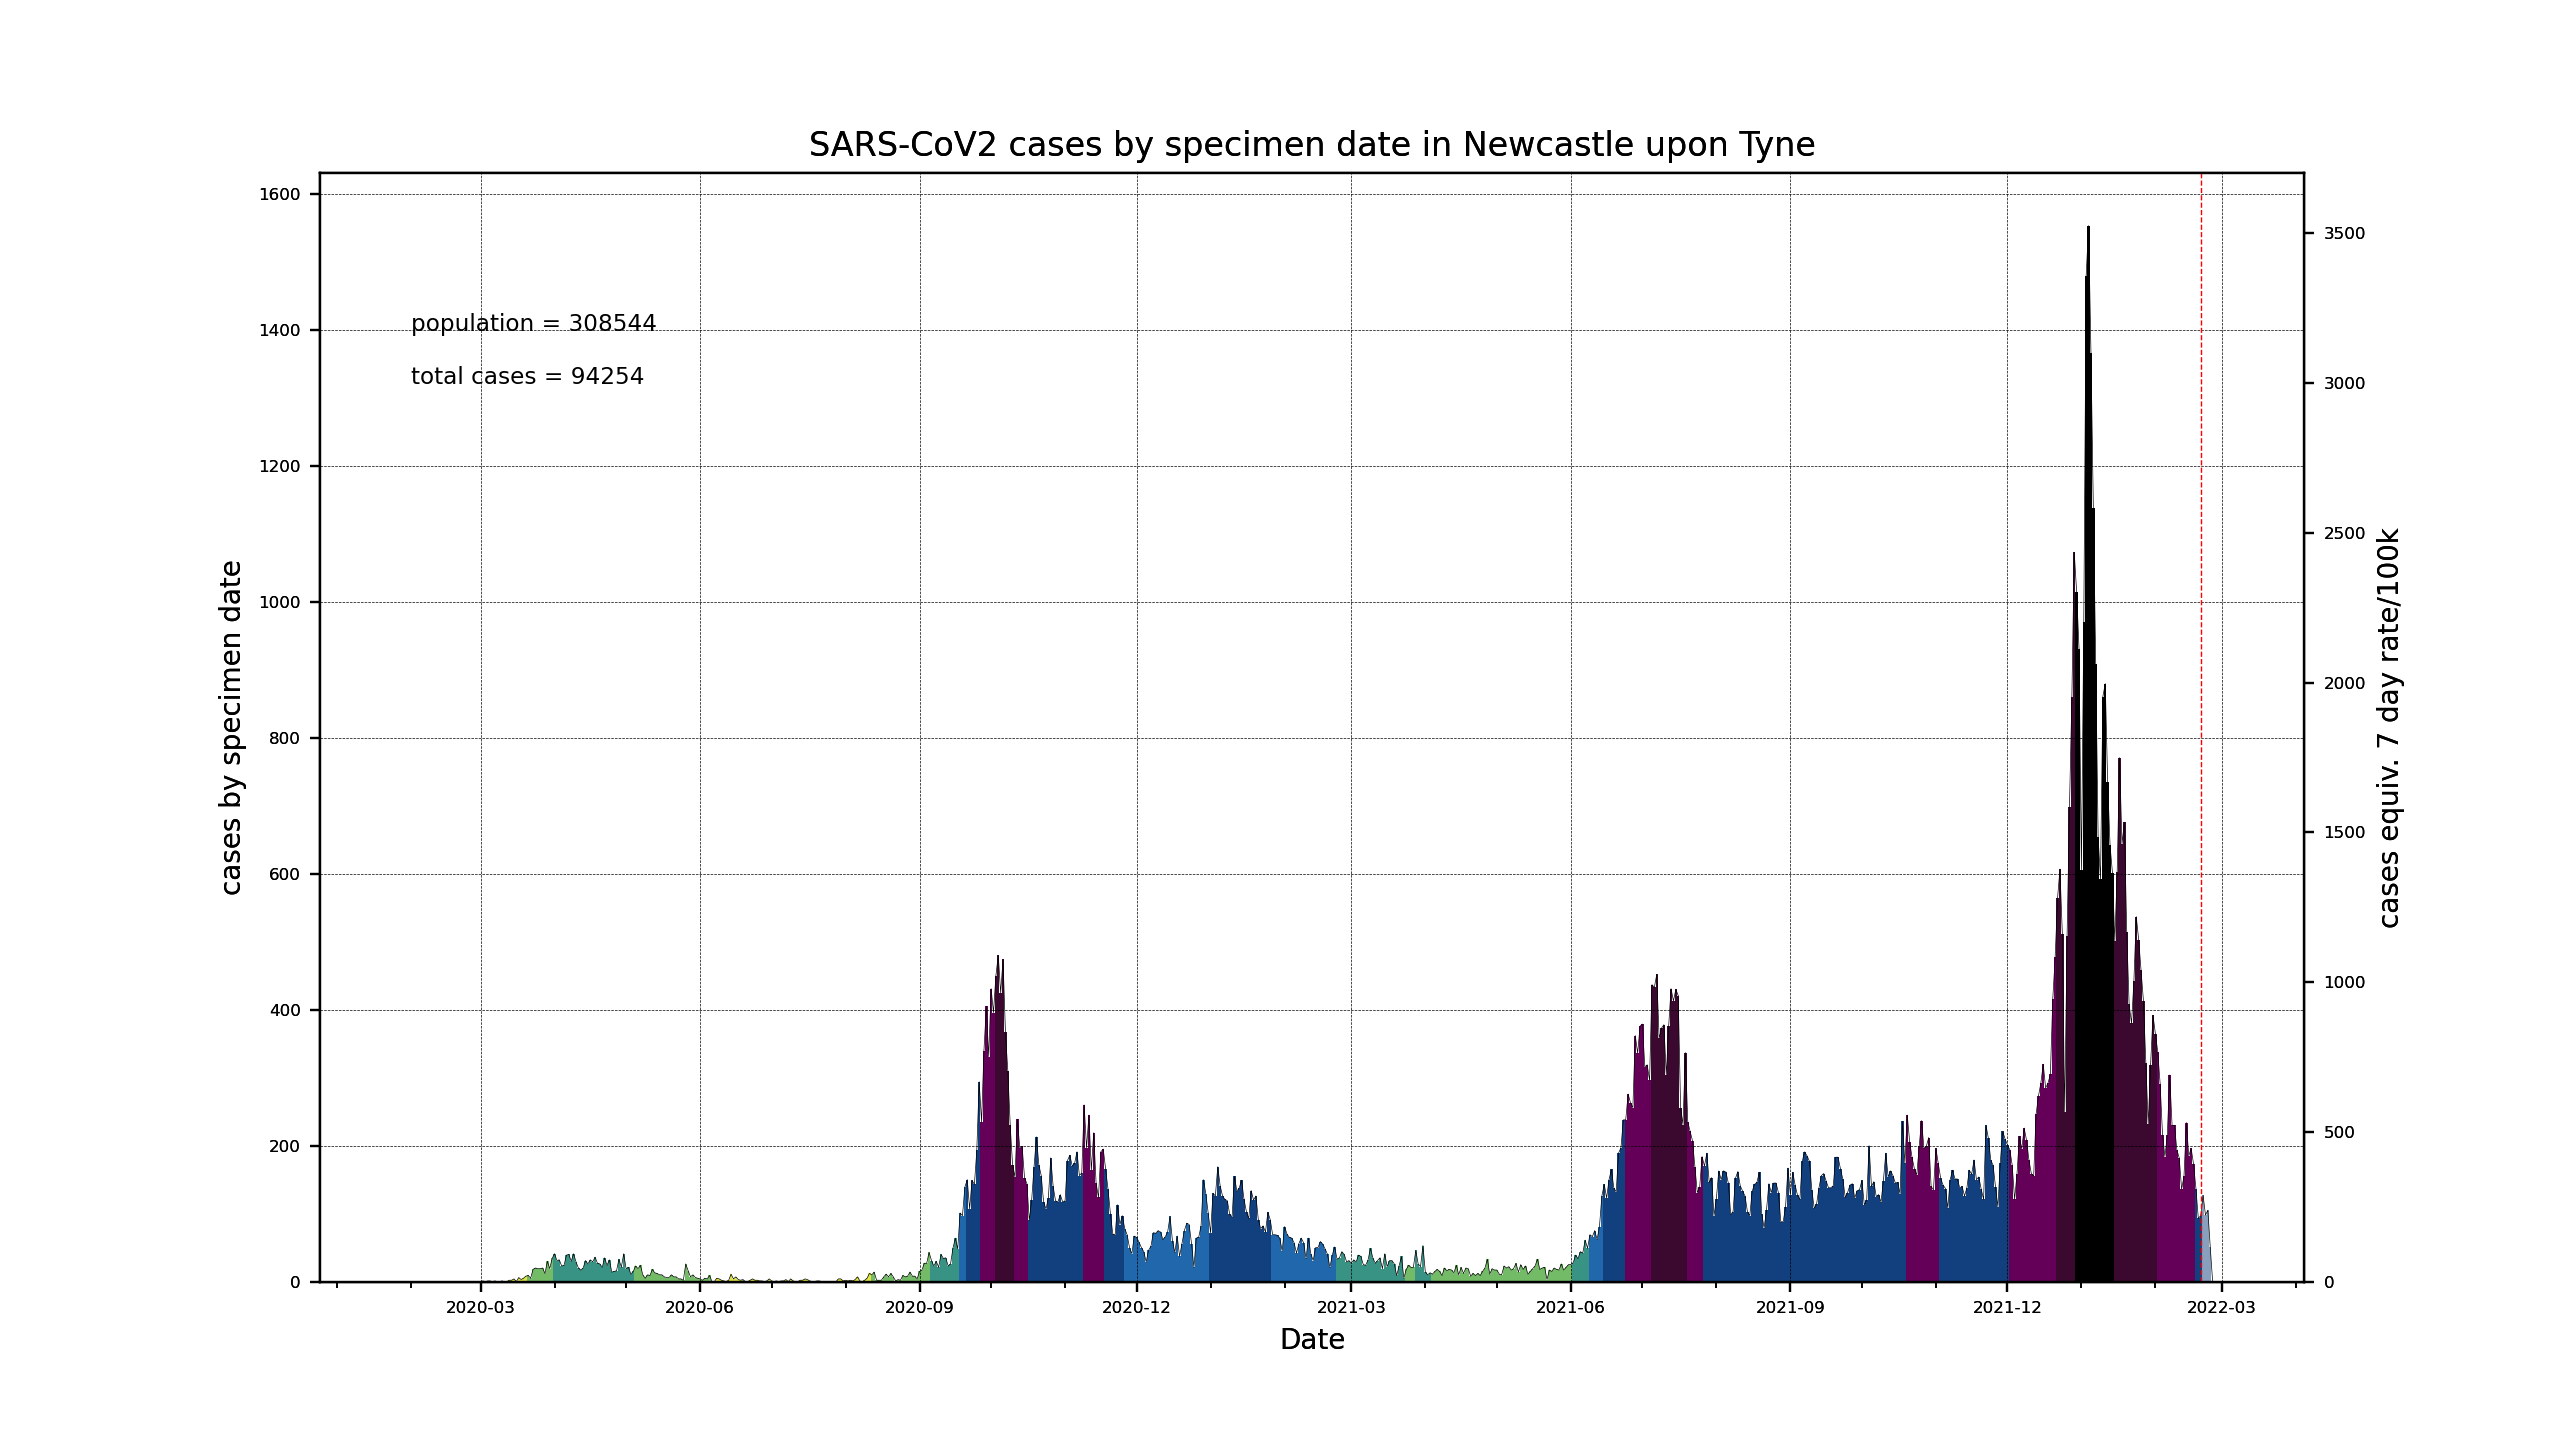 SARS-CoV2 cases by specimen date in Newcastle upon Tyne
1600
1400
1200
1000
800
600
400
200
0
cases by specimen date
population = 308544
total cases = 94254
3500
3000
2500
2000
1500
1000
500
0
cases equiv. 7 day rate/100k
2020-03 2020-06 2020-09 2020-12 2021-03 2021-06 2021-09 2021-12 2022-03
Date